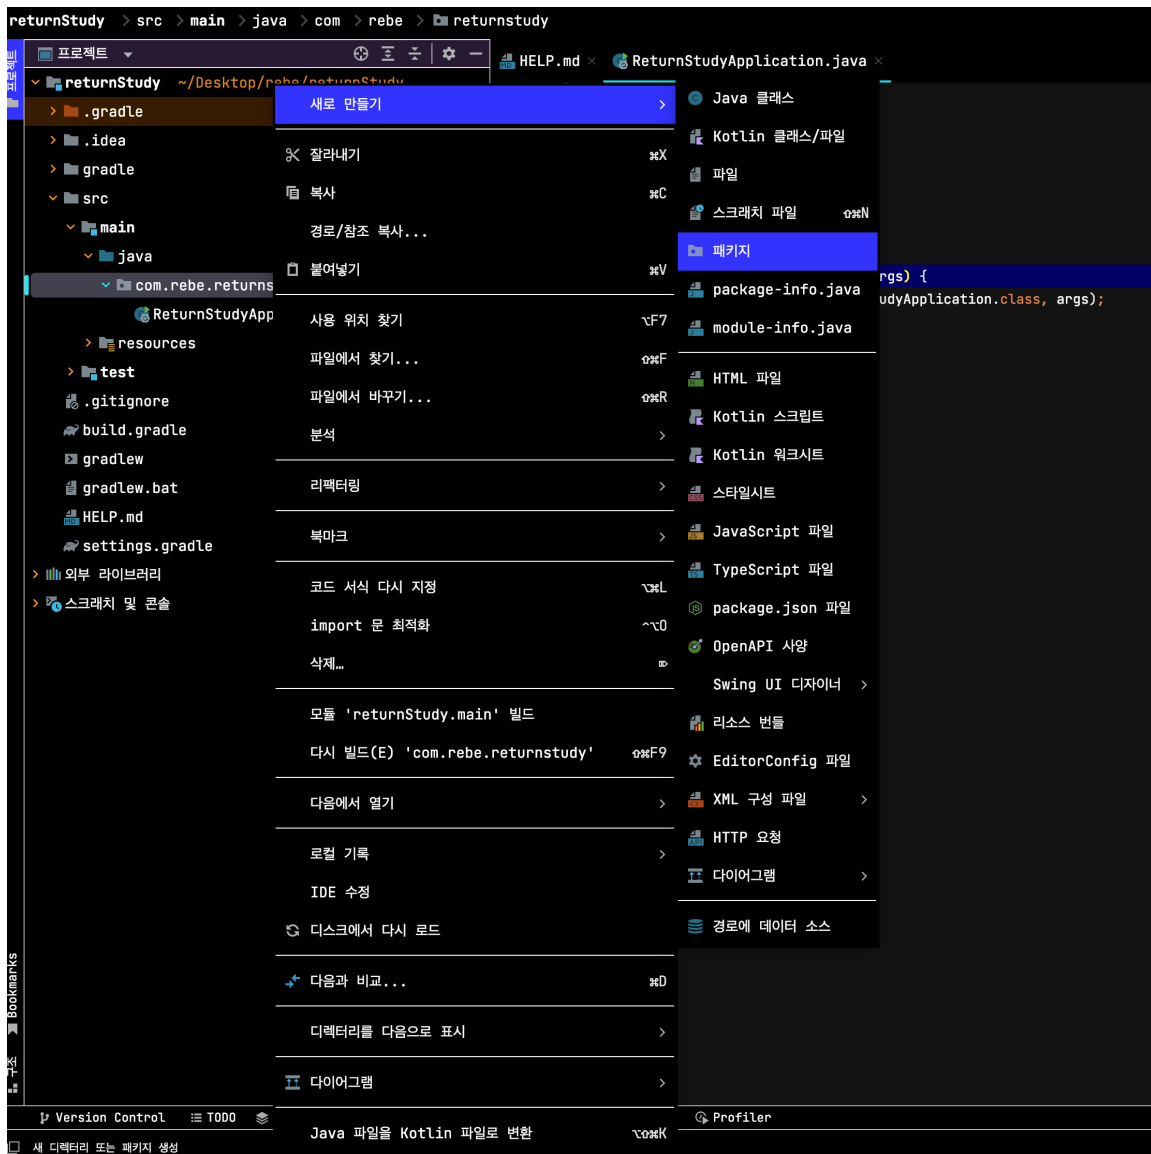 returnStudy > src > main > java > com > rebe > returnstudy
프로젝트
프로젝트
HELP.md
ReturnStudyApplication.java
returnStudy ~/Desktop/rebe/returnStudy
.gradle
.idea
gradle
src
main
java
com.rebe.returns
ReturnStudyApp
resources
test
.gitignore
build.gradle
gradlew
gradlew.bat
HELP.md
settings.gradle
외부 라이브러리
스크래치 및 콘솔
새로 만들기
잘라내기 ⌘X
복사 ⌘C
경로/참조 복사...
붙여넣기 ⌘V
사용 위치 찾기 ⌥F7
파일에서 찾기... ⇧⌘F
파일에서 바꾸기... ⇧⌘R
분석
리팩터링
북마크
코드 서식 다시 지정 ⌥⌘L
import 문 최적화 ^⌥O
삭제… ⌦
모듈 'returnStudy.main' 빌드
다시 빌드(E) 'com.rebe.returnstudy' ⇧⌘F9
다음에서 열기
로컬 기록
IDE 수정
디스크에서 다시 로드
다음과 비교... ⌘D
디렉터리를 다음으로 표시
다이어그램
Java 파일을 Kotlin 파일로 변환 ⌥⇧⌘K
Java 클래스
Kotlin 클래스/파일
파일
스크래치 파일 ⇧⌘N
패키지
package-info.java
module-info.java
HTML 파일
Kotlin 스크립트
Kotlin 워크시트
스타일시트
JavaScript 파일
TypeScript 파일
package.json 파일
OpenAPI 사양
Swing UI 디자이너
리소스 번들
EditorConfig 파일
XML 구성 파일
HTTP 요청
다이어그램
경로에 데이터 소스
rgs) {
udyApplication.class, args);
Bookmarks
구조
Version Control
TODO
Profiler
새 디렉터리 또는 패키지 생성